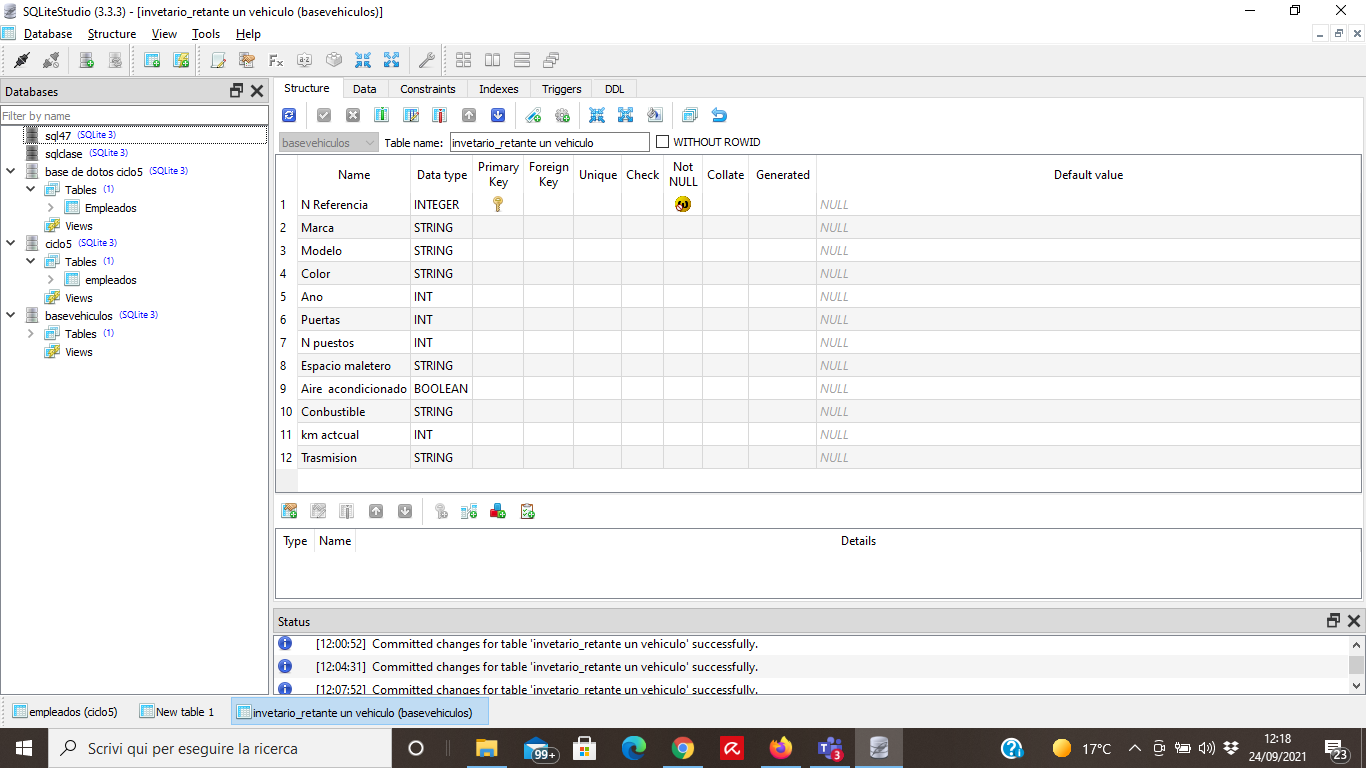 SQLiteStudio (3.3.3) - [invetario_retante un vehiculo (basevehiculos)]
Database Structure View Tools Help
Databases
Filter by name
sql47 (SQLite 3)
sqlclase (SQLite 3)
base de dotos ciclo5 (SQLite 3)
Tables (1)
Empleados
Views
ciclo5 (SQLite 3)
Tables (1)
empleados
Views
basevehiculos (SQLite 3)
Tables (1)
Views
Structure Data Constraints Indexes Triggers DDL
basevehiculos Table name: invetario_retante un vehiculo WITHOUT ROWID
Name Data type Primary Key Foreign Key Unique Check Not NULL Collate Generated Default value
1 N Referencia INTEGER NULL
2 Marca STRING NULL
3 Modelo STRING NULL
4 Color STRING NULL
5 Ano INT NULL
6 Puertas INT NULL
7 N puestos INT NULL
8 Espacio maletero STRING NULL
9 Aire acondicionado BOOLEAN NULL
10 Conbustible STRING NULL
11 km actcual INT NULL
12 Trasmision STRING NULL
Type Name Details
Status
[12:00:52] Committed changes for table 'invetario_retante un vehiculo' successfully.
[12:04:31] Committed changes for table 'invetario_retante un vehiculo' successfully.
[12:07:52] Committed changes for table 'invetario_retante un vehiculo' successfully.
empleados (ciclo5) New table 1 invetario_retante un vehiculo (basevehiculos)
Scrivi qui per eseguire la ricerca 99+ 3 17°C 12:18 23
24/09/2021